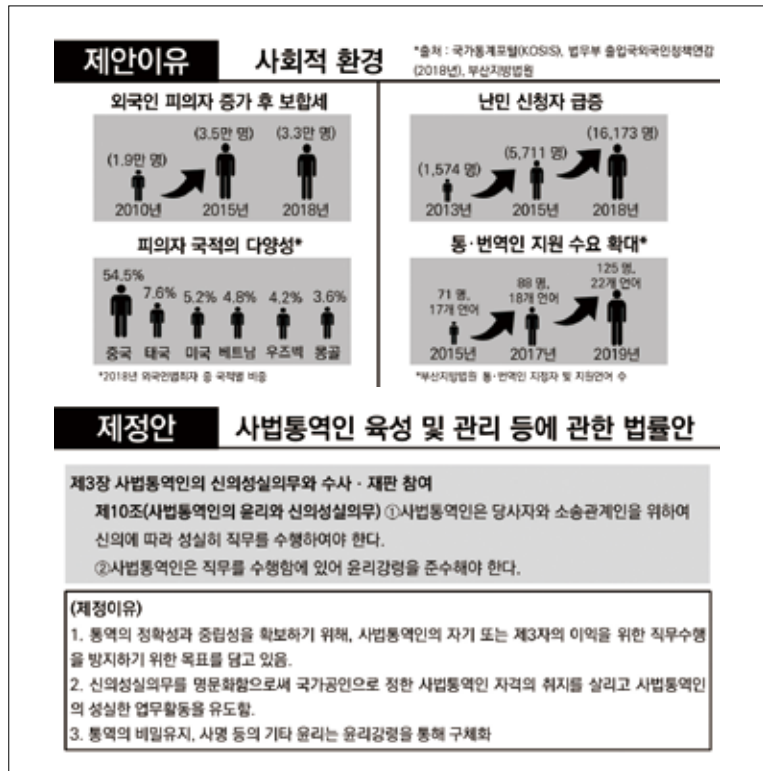 제안이유 사회적 환경
*출처 : 국가통계포털(KOSIS), 법무부 출입국외국인정책연감
(2018년), 부산지방법원
외국인 피의자 증가 후 보합세
(1.9만 명) (3.5만 명) (3.3만 명)
2010년 2015년 2018년
난민 신청자 급증
(1,574 명) (5,711 명) (16,173 명)
2013년 2015년 2018년
피의자 국적의 다양성*
54.5% 7.6% 5.2% 4.8% 4.2% 3.6%
중국 태국 미국 베트남 우즈벡 몽골
*2018년 외국인범죄자 중 국적별 비중
통·번역인 지원 수요 확대*
71 명,
17개 언어
88 명,
18개 언어
125 명,
22개 언어
2015년 2017년 2019년
*부산지방법원 통·번역인 지정자 및 지원언어 수
제정안 사법통역인 육성 및 관리 등에 관한 법률안
제3장 사법통역인의 신의성실의무와 수사 · 재판 참여
제10조(사법통역인의 윤리와 신의성실의무) ①사법통역인은 당사자와 소송관계인을 위하여
신의에 따라 성실히 직무를 수행하여야 한다.
②사법통역인은 직무를 수행함에 있어 윤리강령을 준수해야 한다.
(제정이유)
1. 통역의 정확성과 중립성을 확보하기 위해, 사법통역인의 자기 또는 제3자의 이익을 위한 직무수행
을 방지하기 위한 목표를 담고 있음.
2. 신의성실의무를 명문화함으로써 국가공인으로 정한 사법통역인 자격의 취지를 살리고 사법통역인
의 성실한 업무활동을 유도함.
3. 통역의 비밀유지, 사명 등의 기타 윤리는 윤리강령을 통해 구체화